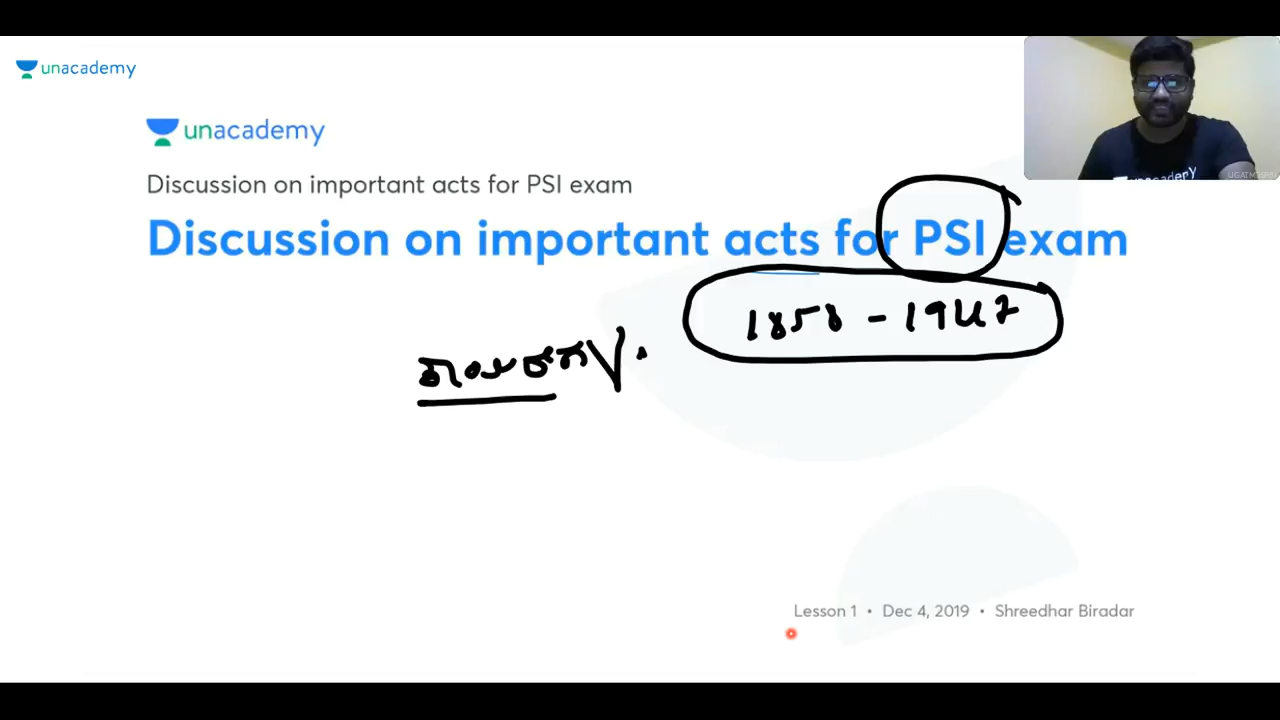 unacademy
unacademy
Discussion on important acts for PSI exam
Discussion on important acts for PSI exam
1858 - 1947
unacademy
Lesson 1 • Dec 4, 2019 • Shreedhar Biradar